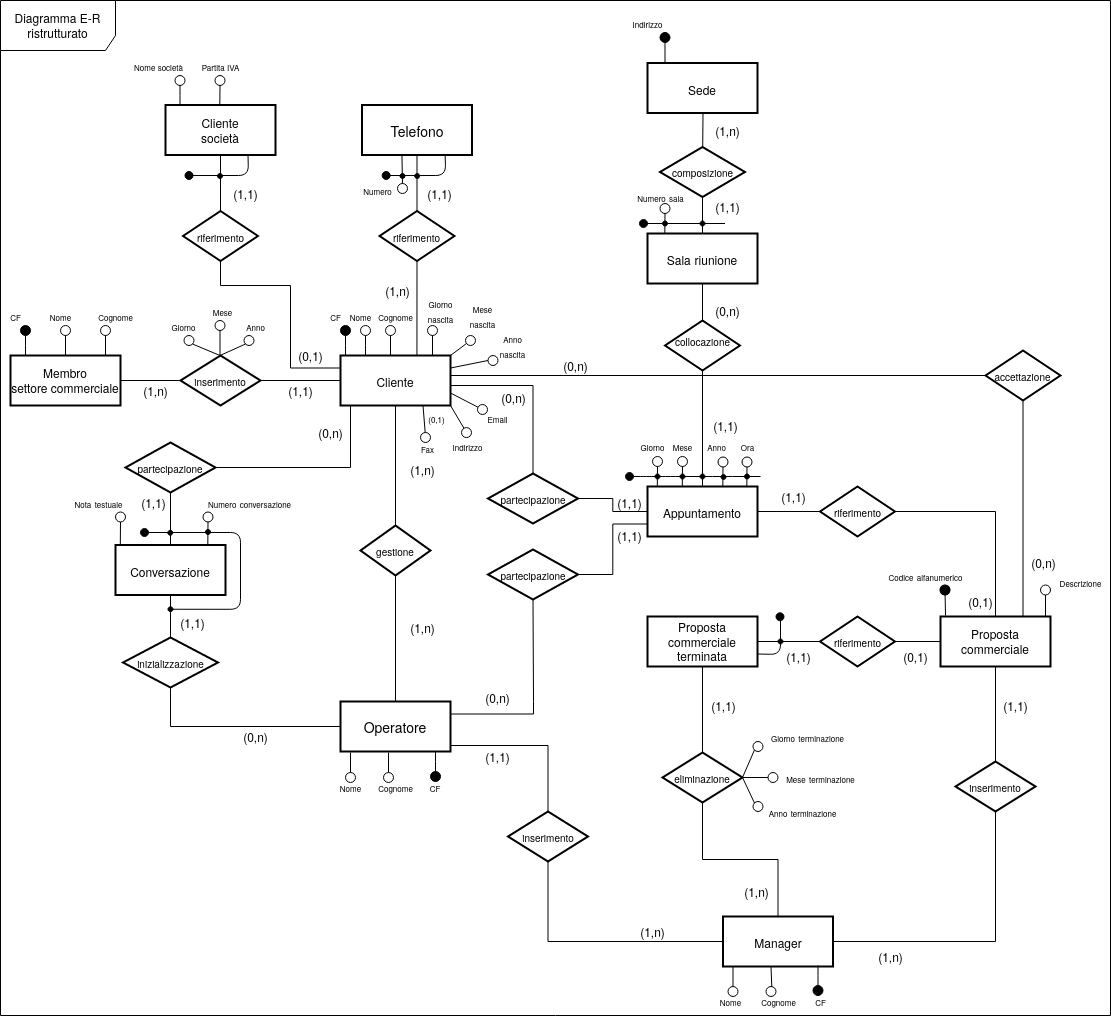 Diagramma E-R
ristrutturato
Indirizzo
Nome società
Partita IVA
Sede
Cliente
società
Telefono
(1,n)
composizione
Numero
(1,1)
(1,1)
Numero sala
(1,1)
riferimento
riferimento
Sala riunione
(1,n)
Giorno
nascita
Mese
nascita
(0,n)
CF
Nome
Cognome
Giorno
Mese
Anno
CF
Nome
Cognome
Anno
nascita
collocazione
(0,1)
(0,n)
Membro
settore commerciale
(1,n)
inserimento
(1,1)
Cliente
accettazione
(0,n)
(0,1)
Email
Fax
Indirizzo
(0,n)
(1,1)
partecipazione
(1,n)
Giorno
Mese
Anno
Ora
(1,1)
Nota testuale
Numero conversazione
partecipazione
(1,1)
(1,1)
Appuntamento
riferimento
(1,1)
Conversazione
gestione
partecipazione
(0,n)
Codice alfanumerico
Descrizione
(0,1)
(1,1)
(1,n)
Proposta
commerciale
terminata
(1,1)
riferimento
(0,1)
Proposta
commerciale
inizializzazione
(0,n)
(0,n)
Operatore
(1,1)
(1,1)
(1,1)
Nome
Cognome
CF
Giorno terminazione
eliminazione
Mese terminazione
Anno terminazione
inserimento
inserimento
(1,n)
(1,n)
Manager
(1,n)
Nome
Cognome
CF